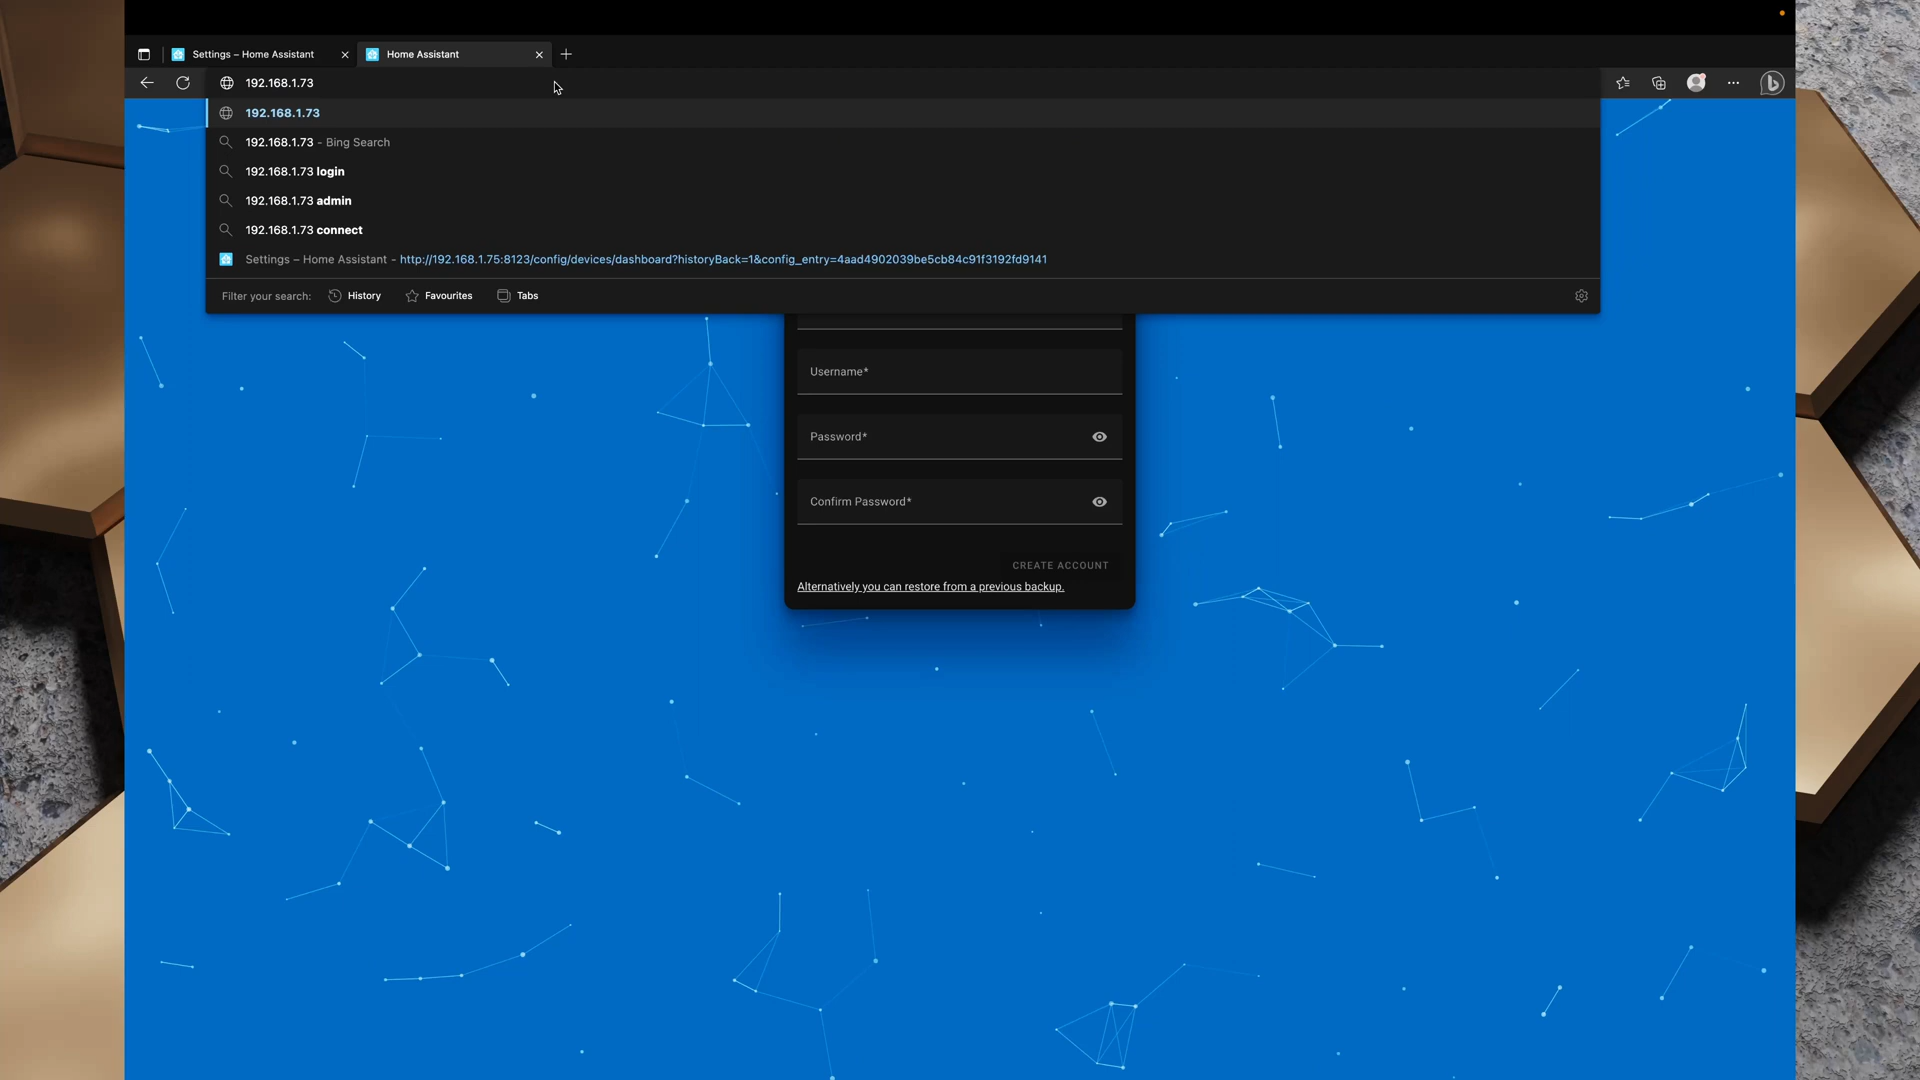 Settings – Home Assistant
Home Assistant
192.168.1.73
192.168.1.73
192.168.1.73 - Bing Search
192.168.1.73 login
192.168.1.73 admin
192.168.1.73 connect
Settings – Home Assistant - http://192.168.1.75:8123/config/devices/dashboard?historyBack=1&config_entry=4aad4902039be5cb84c91f3192fd9141
Filter your search: History Favourites Tabs
Username*
Password*
Confirm Password*
CREATE ACCOUNT
Alternatively you can restore from a previous backup.